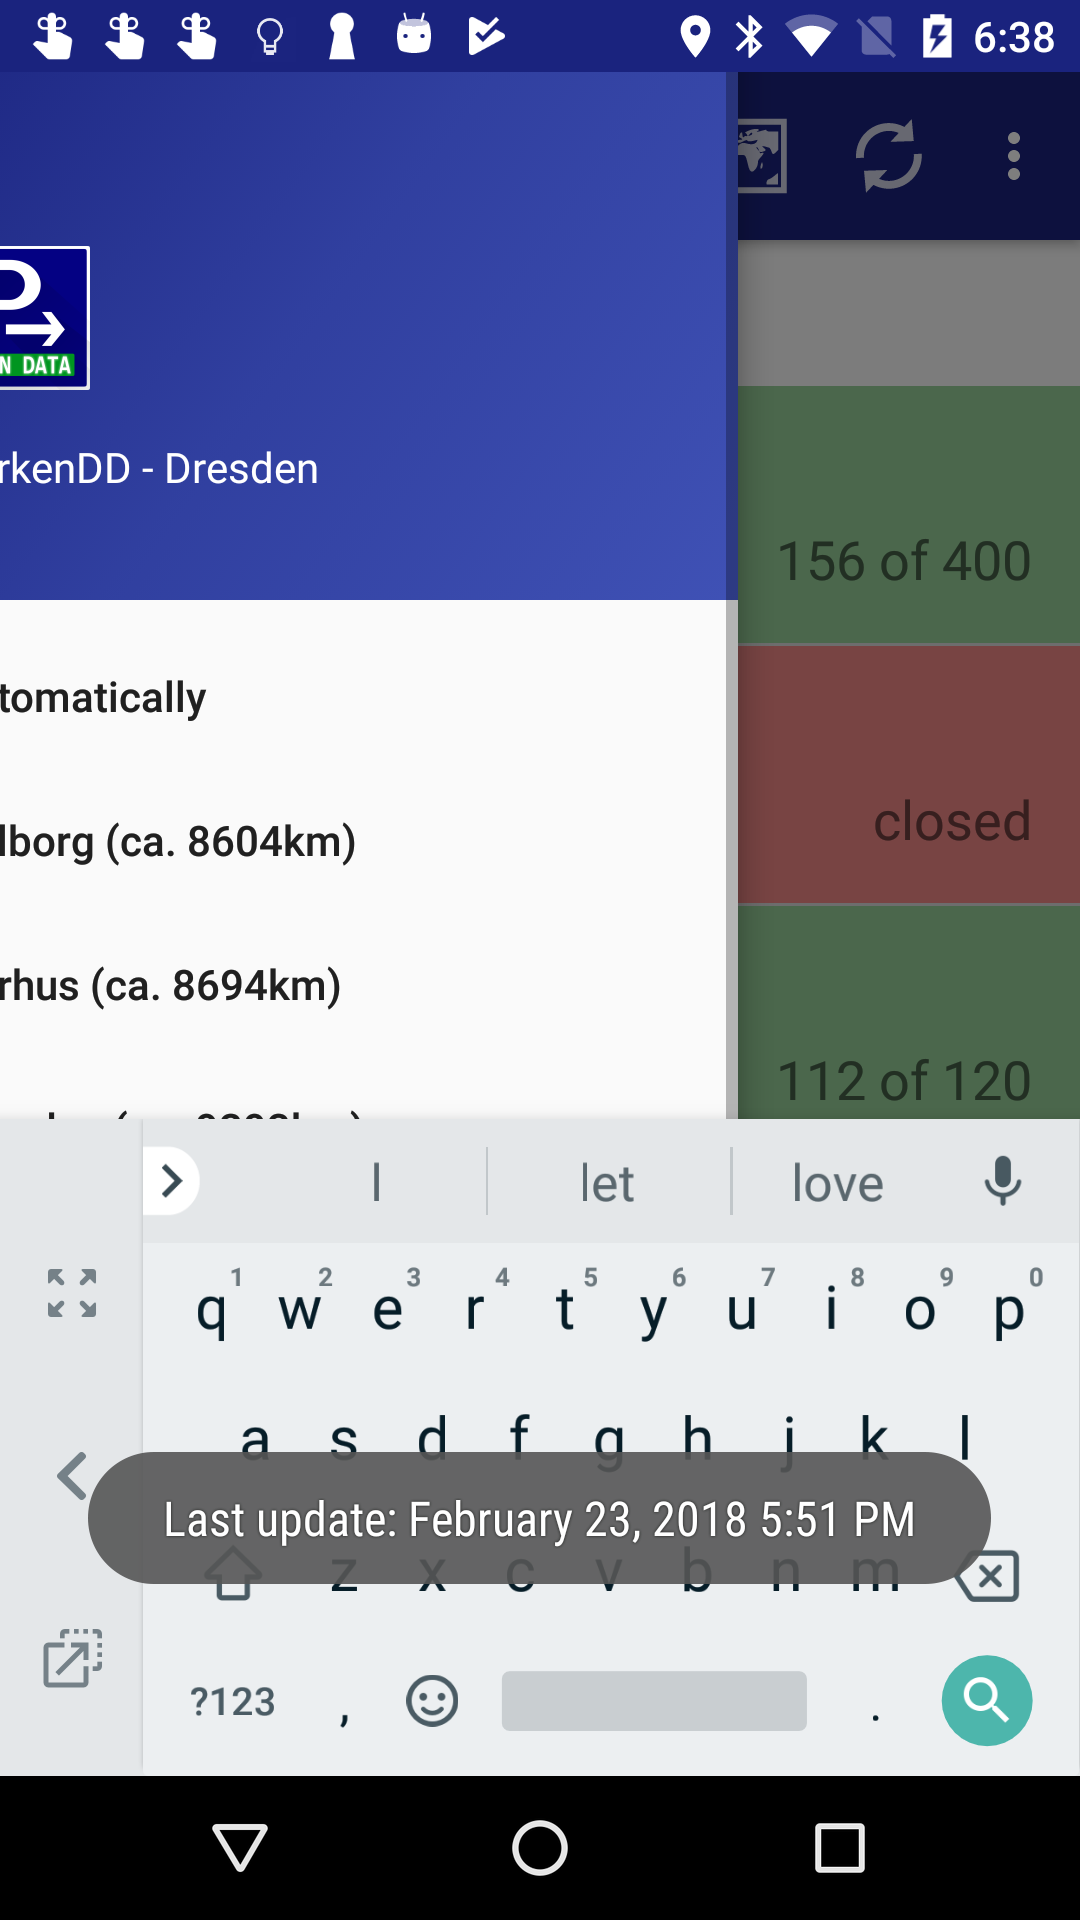 6:38
N DATA
rkenDD - Dresden
156 of 400
tomatically
closed
lborg (ca. 8604km)
rhus (ca. 8694km)
112 of 120
l let love
1 2 3 4 5 6 7 8 9 0
q w e r t y u i o p
a s d f g h j k l
Last update: February 23, 2018 5:51 PM
z x c v b n m
?123 , .